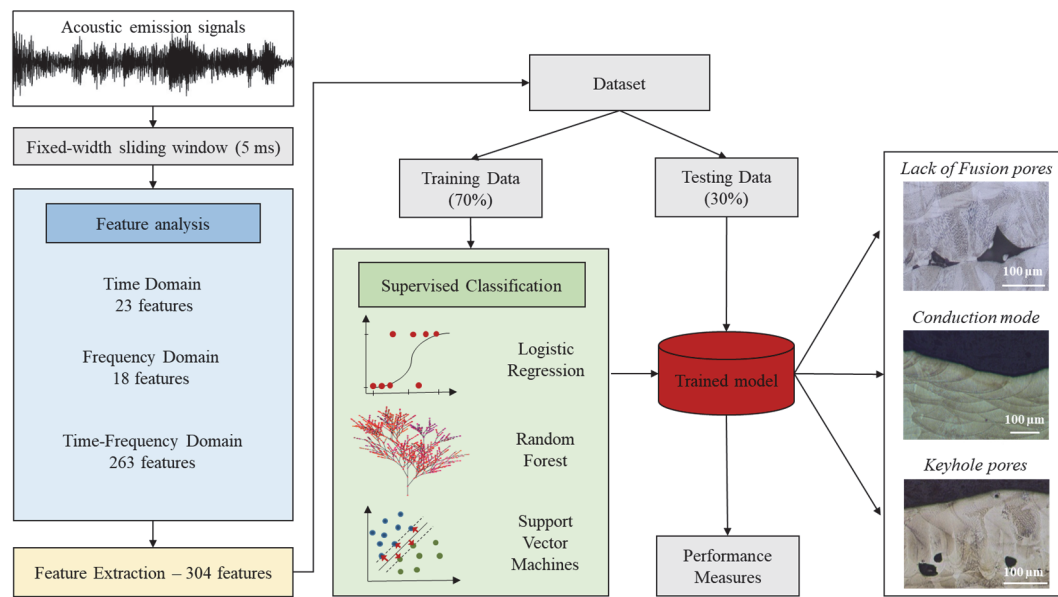 Acoustic emission signals
Fixed-width sliding window (5 ms)
Feature analysis
Time Domain
23 features
Frequency Domain
18 features
Time-Frequency Domain
263 features
Feature Extraction – 304 features
Dataset
Training Data
(70%)
Testing Data
(30%)
Supervised Classification
Logistic
Regression
Random
Forest
Support
Vector
Machines
Trained model
Performance
Measures
Lack of Fusion pores
100 µm
Conduction mode
100 µm
Keyhole pores
100 µm